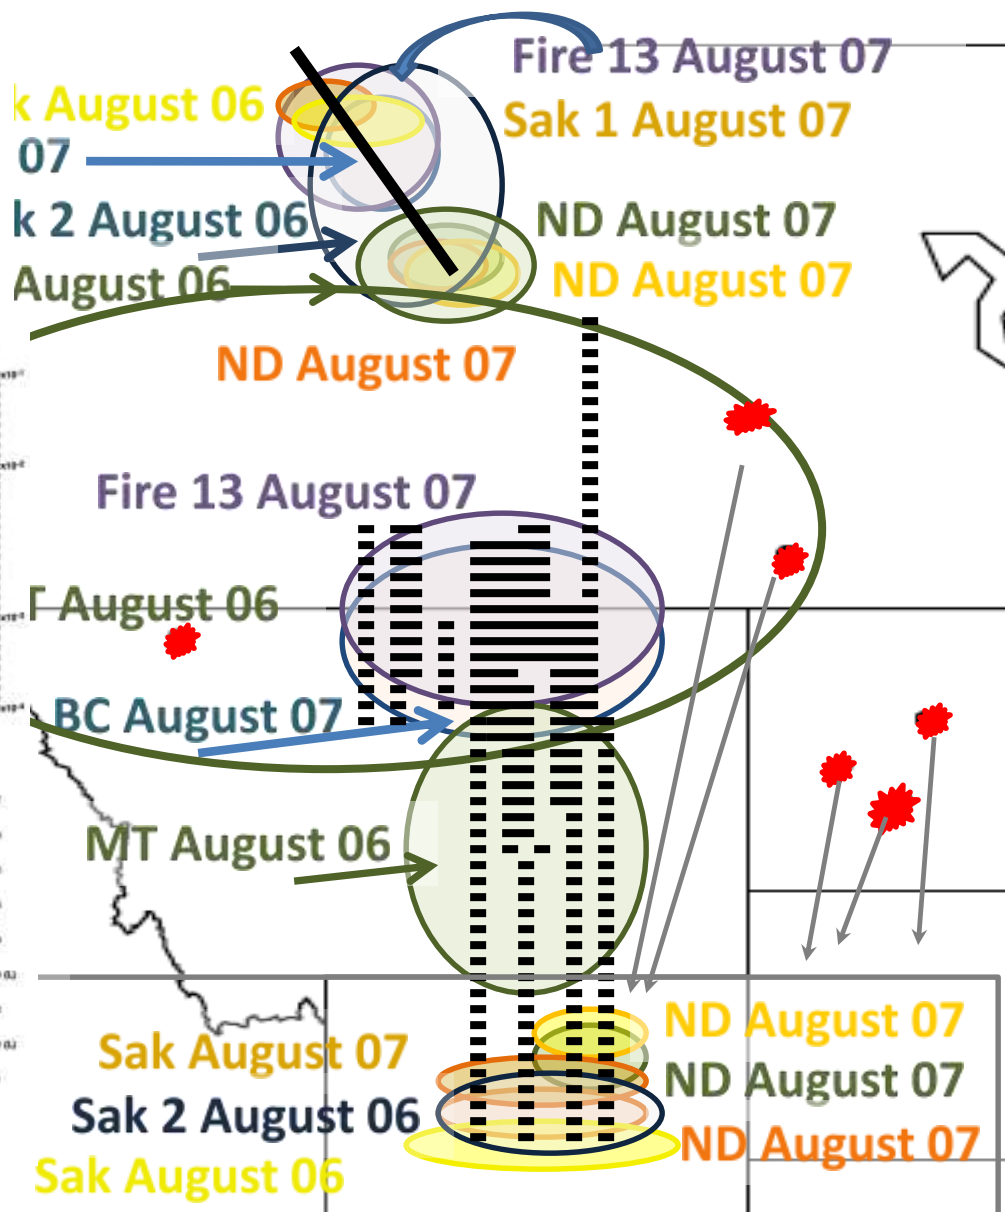 Fire 13 August 07
k August 06
Sak 1 August 07
07
k 2 August 06
ND August 07
August 06
ND August 07
ND August 07
Fire 13 August 07
August 06
BC August 07
MT August 06
ND August 07
Sak August 07
ND August 07
Sak 2 August 06
ND August 07
Sak August 06